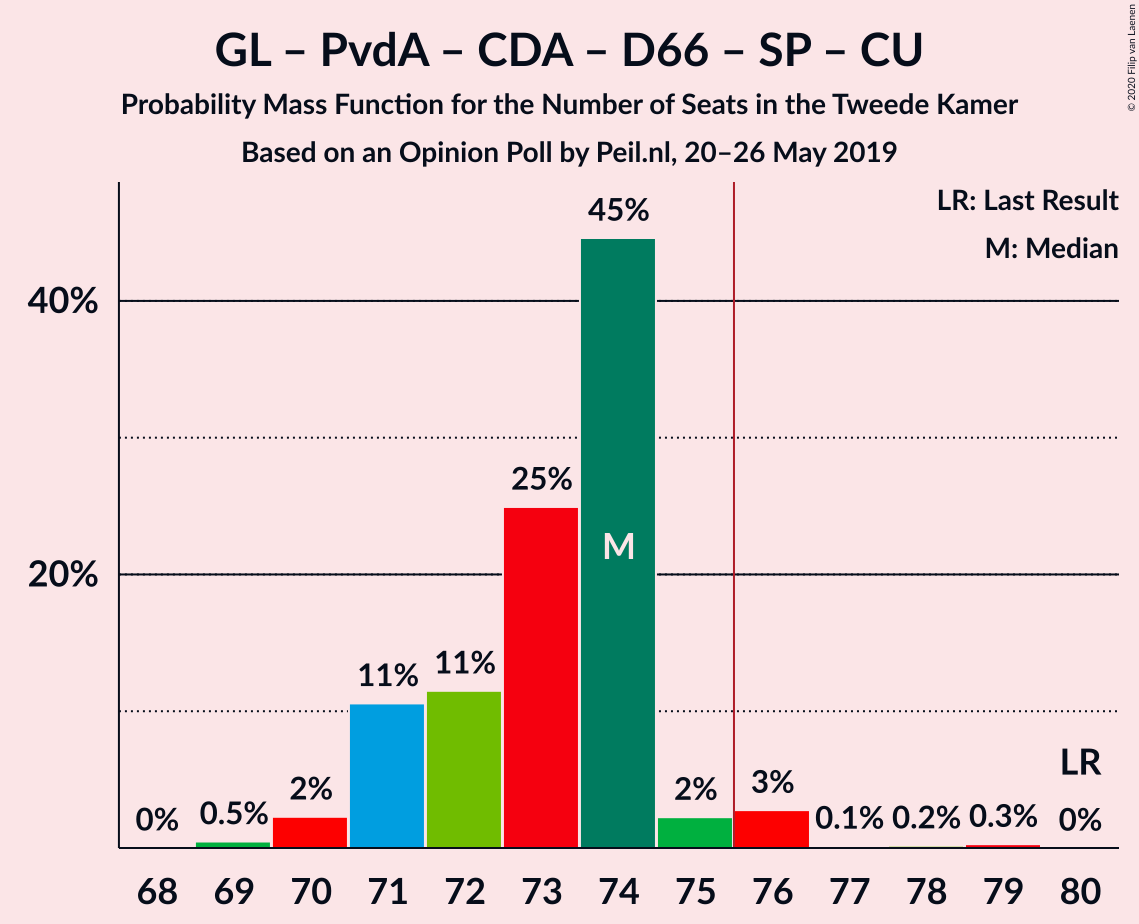 GL – PvdA – CDA – D66 – SP – CU
Probability Mass Function for the Number of Seats in the Tweede Kamer
Based on an Opinion Poll by Peil.nl, 20–26 May 2019
© 2020 Filip van Laenen
LR: Last Result
M: Median
40%
20%
0%
0.5%
2%
11%
11%
25%
45%
M
2%
3%
0.1%
0.2%
0.3%
LR
0%
68 69 70 71 72 73 74 75 76 77 78 79 80